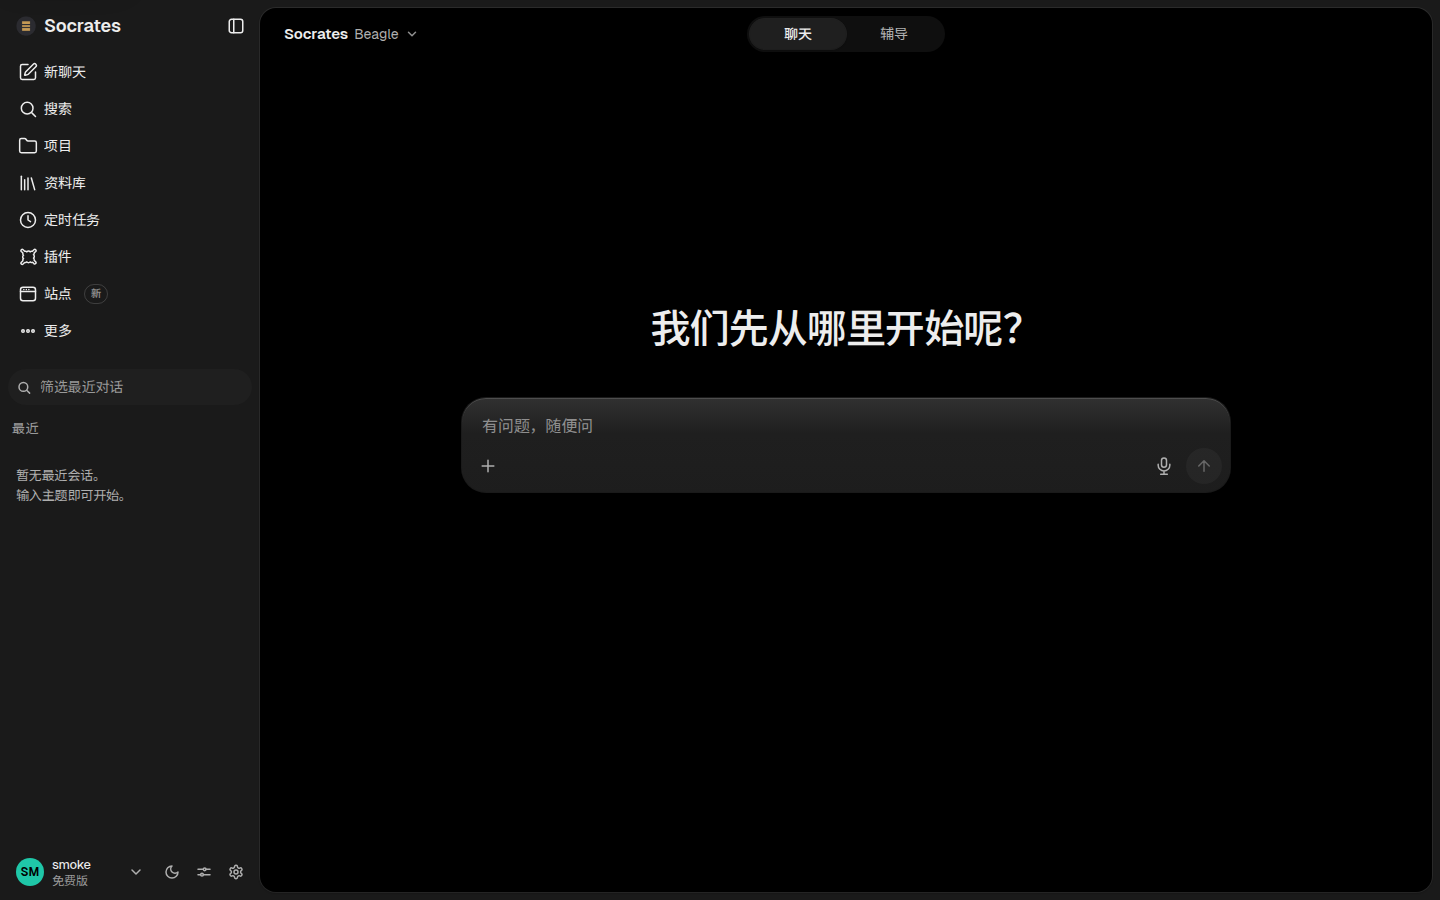 Socrates
新聊天
搜索
项目
资料库
定时任务
插件
站点 新
更多
筛选最近对话
最近
暂无最近会话。
输入主题即可开始。
SM
smoke
免费版
Socrates Beagle
聊天
辅导
我们先从哪里开始呢？
有问题，随便问